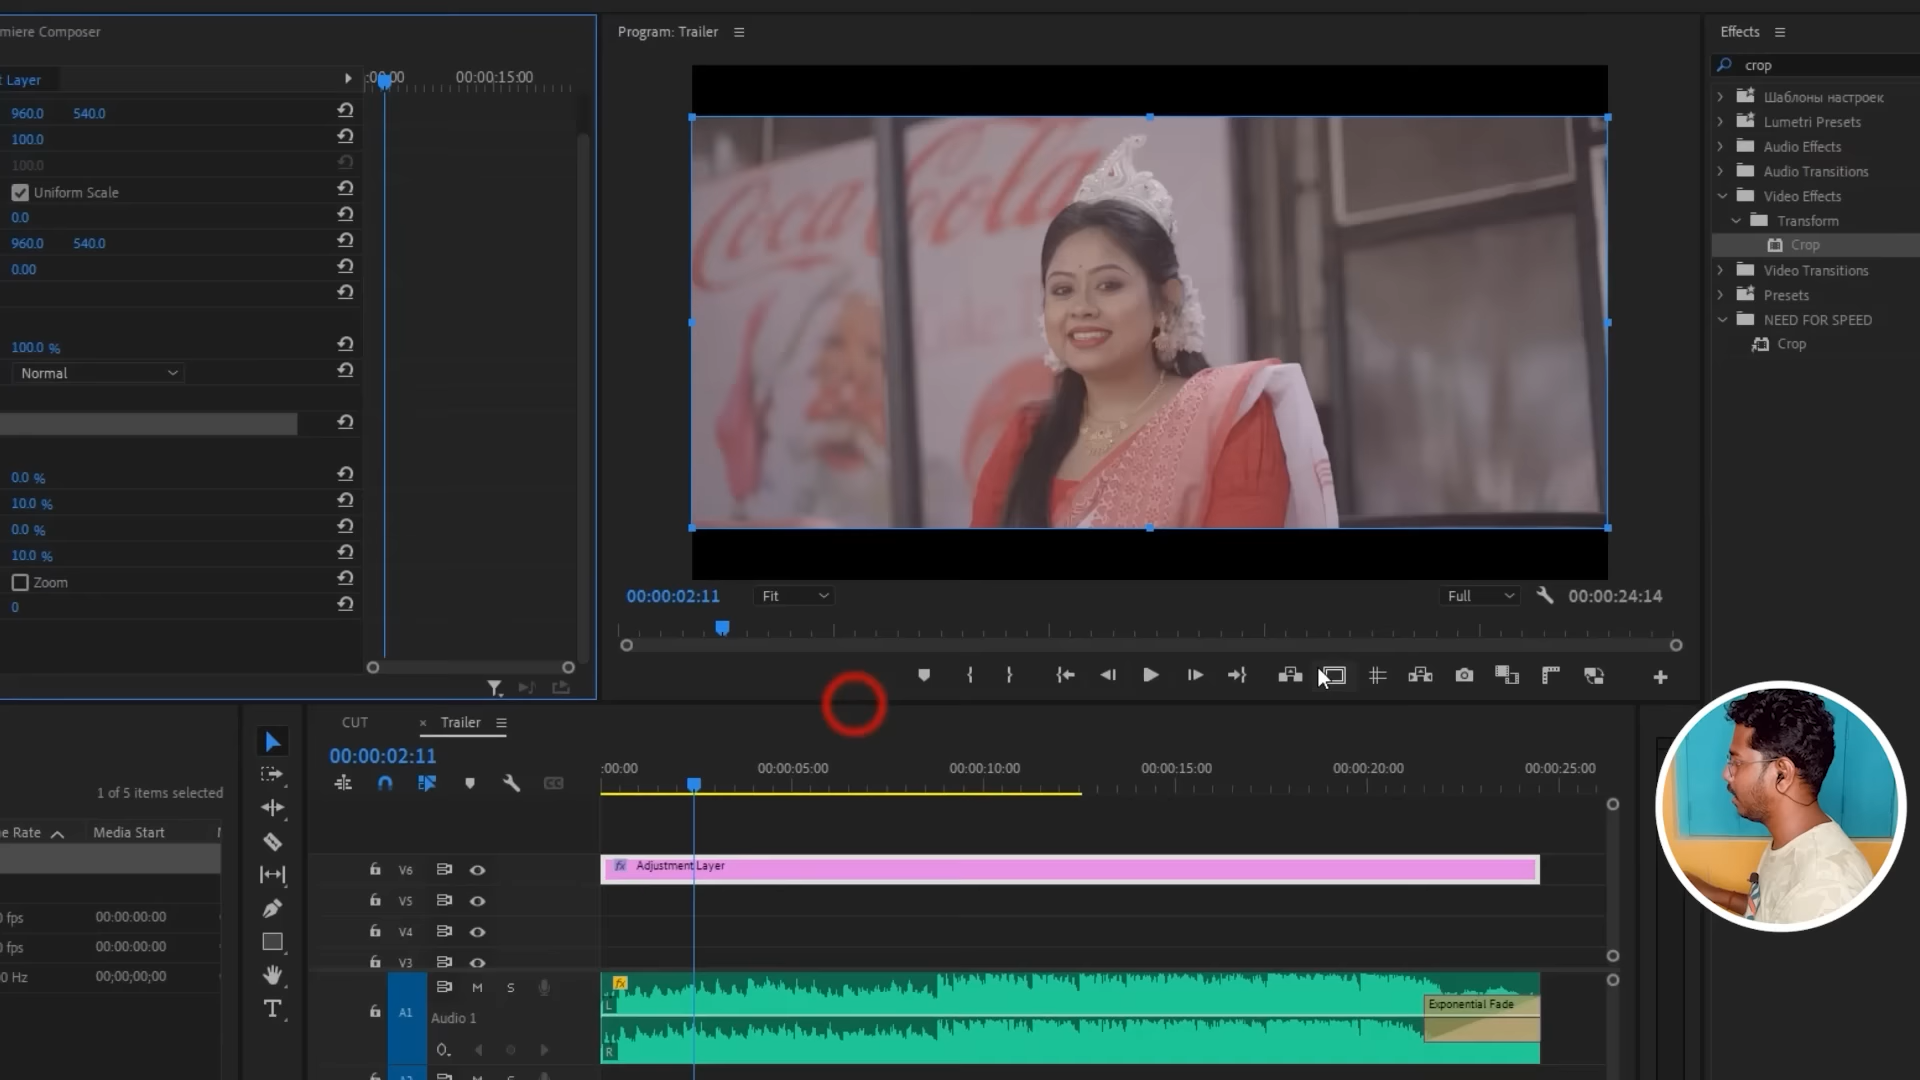 miere Composer
t Layer
:00:00
00:00:15:00
960.0 540.0
100.0
100.0
Uniform Scale
0.0
960.0 540.0
0.00
100.0 %
Normal
0.0 %
10.0 %
0.0 %
10.0 %
Zoom
0
Program: Trailer
Coca-Cola
00:00:02:11
Fit
Full
00:00:24:14
Effects
crop
Шаблоны настроек
Lumetri Presets
Audio Effects
Audio Transitions
Video Effects
Transform
Crop
Video Transitions
Presets
NEED FOR SPEED
Crop
1 of 5 items selected
e Rate
Media Start
0 fps 00:00:00:00
0 fps 00:00:00:00
0 Hz 00;00;00;00
CUT
× Trailer
00:00:02:11
:00:00
00:00:05:00
00:00:10:00
00:00:15:00
00:00:20:00
00:00:25:00
V6
fx Adjustment Layer
V5
V4
V3
A1
M S
Audio 1
fx
L
R
Exponential Fade